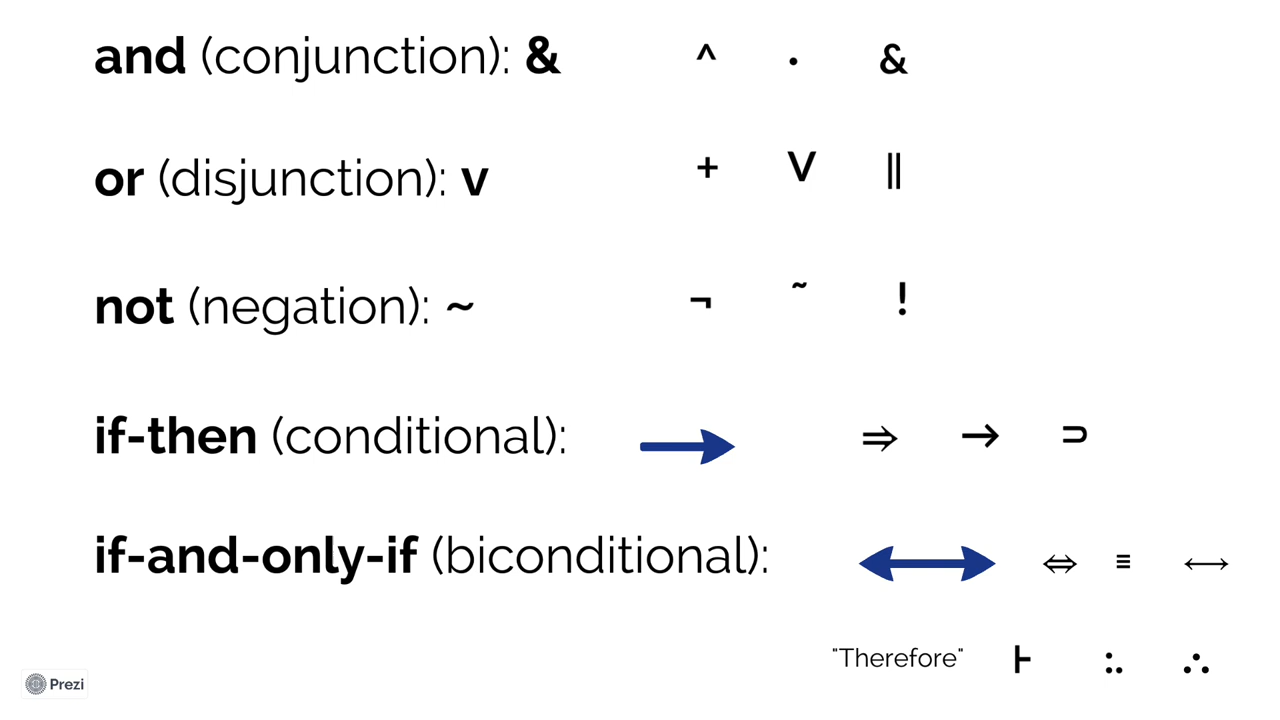 and (conjunction): & ^ · &
or (disjunction): v + V ||
not (negation): ~ ¬ ˜ !
if-then (conditional): → ⇒ → ⊃
if-and-only-if (biconditional): ↔ ⇔ ≡ ↔
"Therefore" ⊦ :. ∴
Prezi